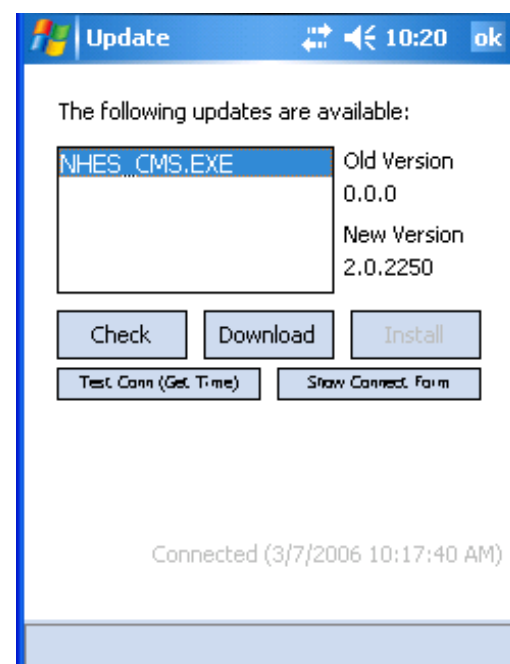 Update 10:20 ok
The following updates are available:
NHES_CMS.EXE
Old Version
0.0.0
New Version
2.0.2250
Check Download Install
Test Conn (Get Time) Show Connect Form
Connected (3/7/2006 10:17:40 AM)